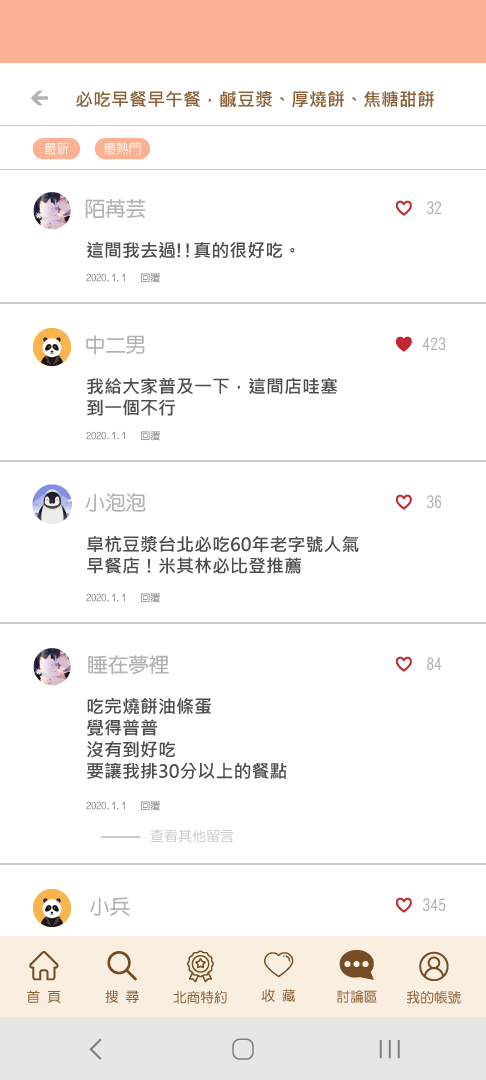 必吃早餐早午餐，鹹豆漿、厚燒餅、焦糖甜餅
最新 最熱門
陌苒芸 32
這間我去過!!真的很好吃。
2020.1.1 回覆
中二男 423
我給大家普及一下，這間店哇塞
到一個不行
2020.1.1 回覆
小泡泡 36
阜杭豆漿台北必吃60年老字號人氣
早餐店！米其林必比登推薦
2020.1.1 回覆
睡在夢裡 84
吃完燒餅油條蛋
覺得普普
沒有到好吃
要讓我排30分以上的餐點
2020.1.1 回覆
查看其他留言
小兵 345
首頁 搜尋 北商特約 收藏 討論區 我的帳號